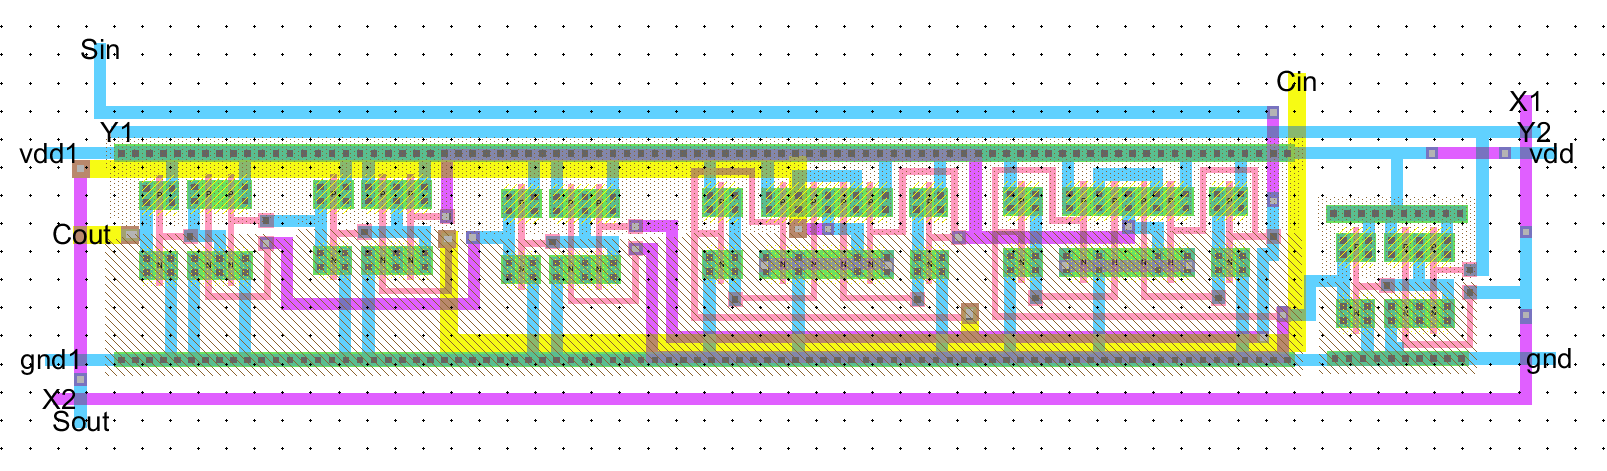 Sin
Cin
X1
Y1
Y2
vdd1
vdd
Cout
gnd1
gnd
X2
Sout